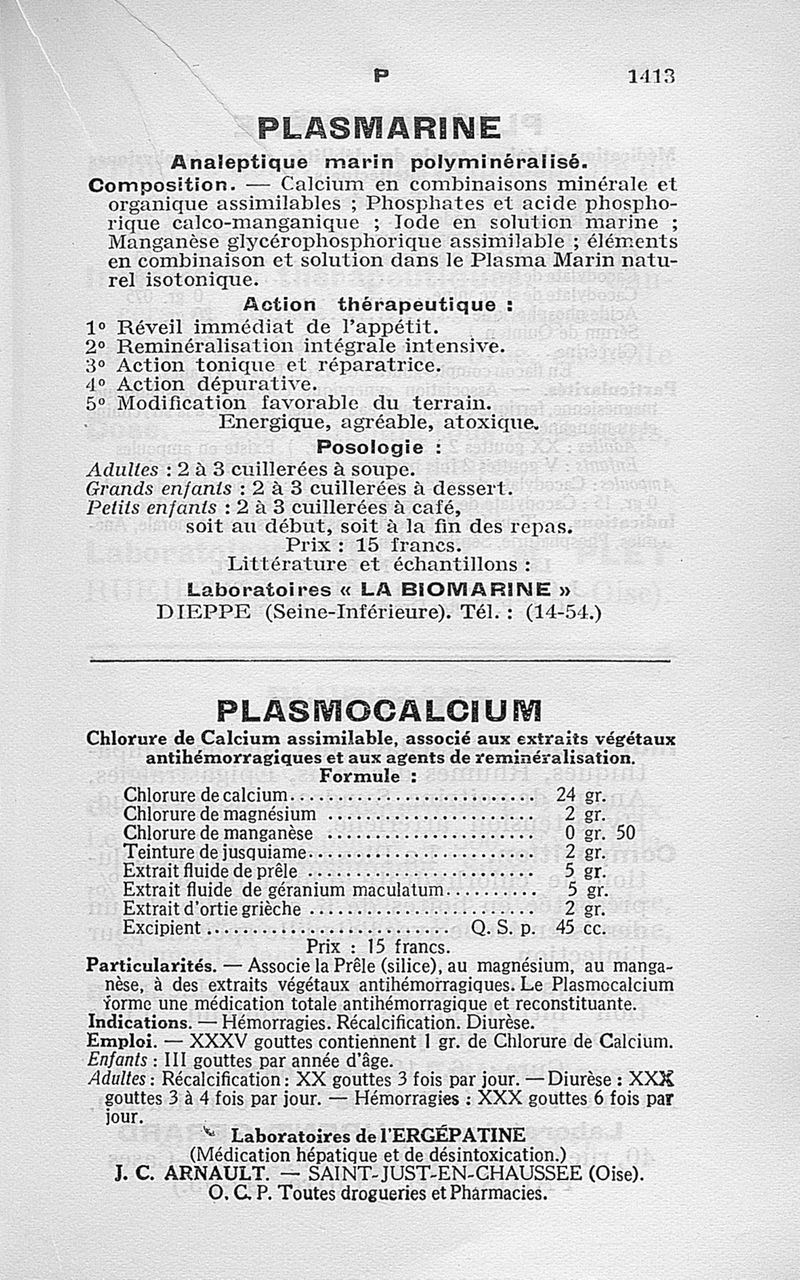 P 1413
PLASMARINE
Analeptique marin polyminéralisé.
Composition. — Calcium en combinaisons minérale et
organique assimilables ; Phosphates et acide phospho-
rique calco-manganique ; Iode en solution marine ;
Manganèse glycérophosphorique assimilable ; éléments
en combinaison et solution dans le Plasma Marin natu-
rel isotonique.
Action thérapeutique :
1º Réveil immédiat de l'appétit.
2º Reminéralisation intégrale intensive.
3º Action tonique et réparatrice.
4º Action dépurative.
5º Modification favorable du terrain.
Energique, agréable, atoxique.
Posologie :
Adultes : 2 à 3 cuillerées à soupe.
Grands enfants : 2 à 3 cuillerées à dessert.
Petits enfants : 2 à 3 cuillerées à café,
soit au début, soit à la fin des repas.
Prix : 15 francs.
Littérature et échantillons :
Laboratoires « LA BIOMARINE »
DIEPPE (Seine-Inférieure). Tél. : (14-54.)
PLASMOCALCIUM
Chlorure de Calcium assimilable, associé aux extraits végétaux
antihémorragiques et aux agents de reminéralisation.
Formule :
Chlorure de calcium.......................... 24 gr.
Chlorure de magnésium ...................... 2 gr.
Chlorure de manganèse ...................... 0 gr. 50
Teinture de jusquiame........................ 2 gr.
Extrait fluide de prêle ........................ 5 gr.
Extrait fluide de géranium maculatum.......... 5 gr.
Extrait d'ortie grièche ........................ 2 gr.
Excipient.......................... Q. S. p. 45 cc.
Prix : 15 francs.
Particularités. — Associe la Prêle (silice), au magnésium, au manga-
nèse, à des extraits végétaux antihémorragiques. Le Plasmocalcium
forme une médication totale antihémorragique et reconstituante.
Indications. — Hémorragies. Récalcification. Diurèse.
Emploi. — XXXV gouttes contiennent 1 gr. de Chlorure de Calcium.
Enfants : III gouttes par année d'âge.
Adultes : Récalcification : XX gouttes 3 fois par jour. — Diurèse : XXX
gouttes 3 à 4 fois par jour. — Hémorragies : XXX gouttes 6 fois par
jour.
Laboratoires de l'ERGÉPATINE
(Médication hépatique et de désintoxication.)
J. C. ARNAULT. — SAINT-JUST-EN-CHAUSSEE (Oise).
O. C. P. Toutes drogueries et Pharmacies.